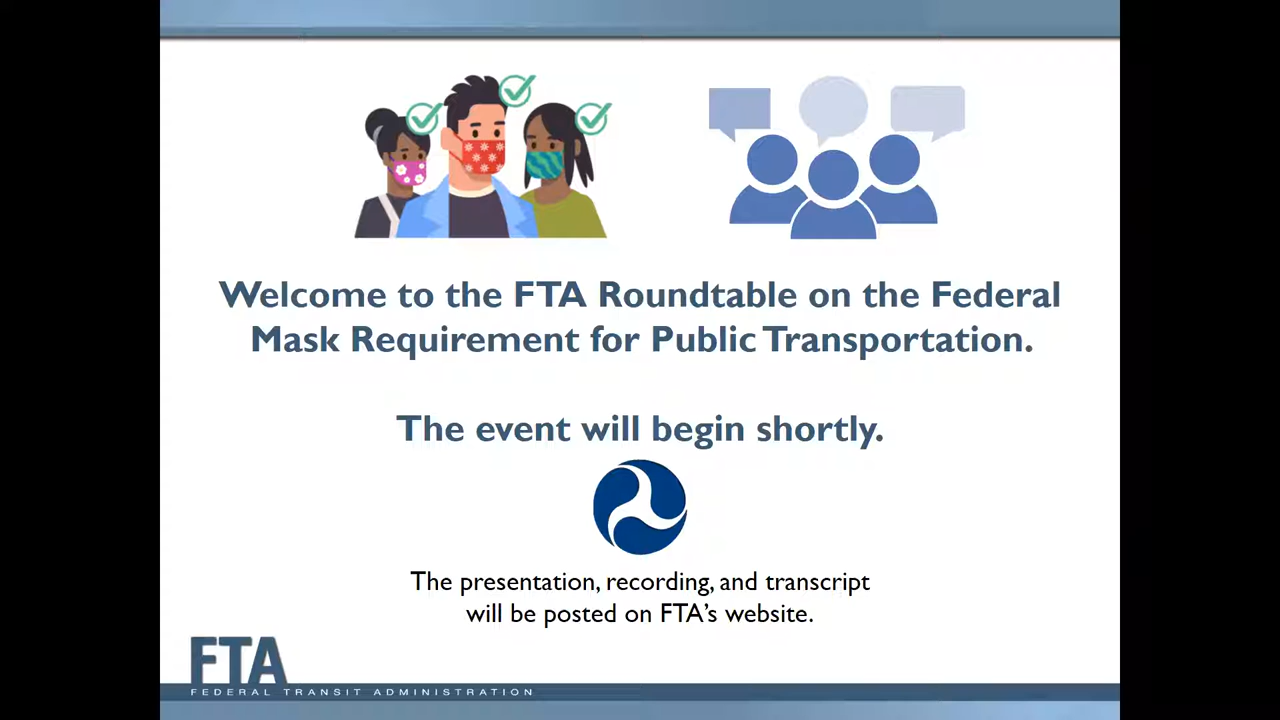 Welcome to the FTA Roundtable on the Federal
Mask Requirement for Public Transportation.
The event will begin shortly.
The presentation, recording, and transcript
will be posted on FTA's website.
FTA
FEDERAL TRANSIT ADMINISTRATION